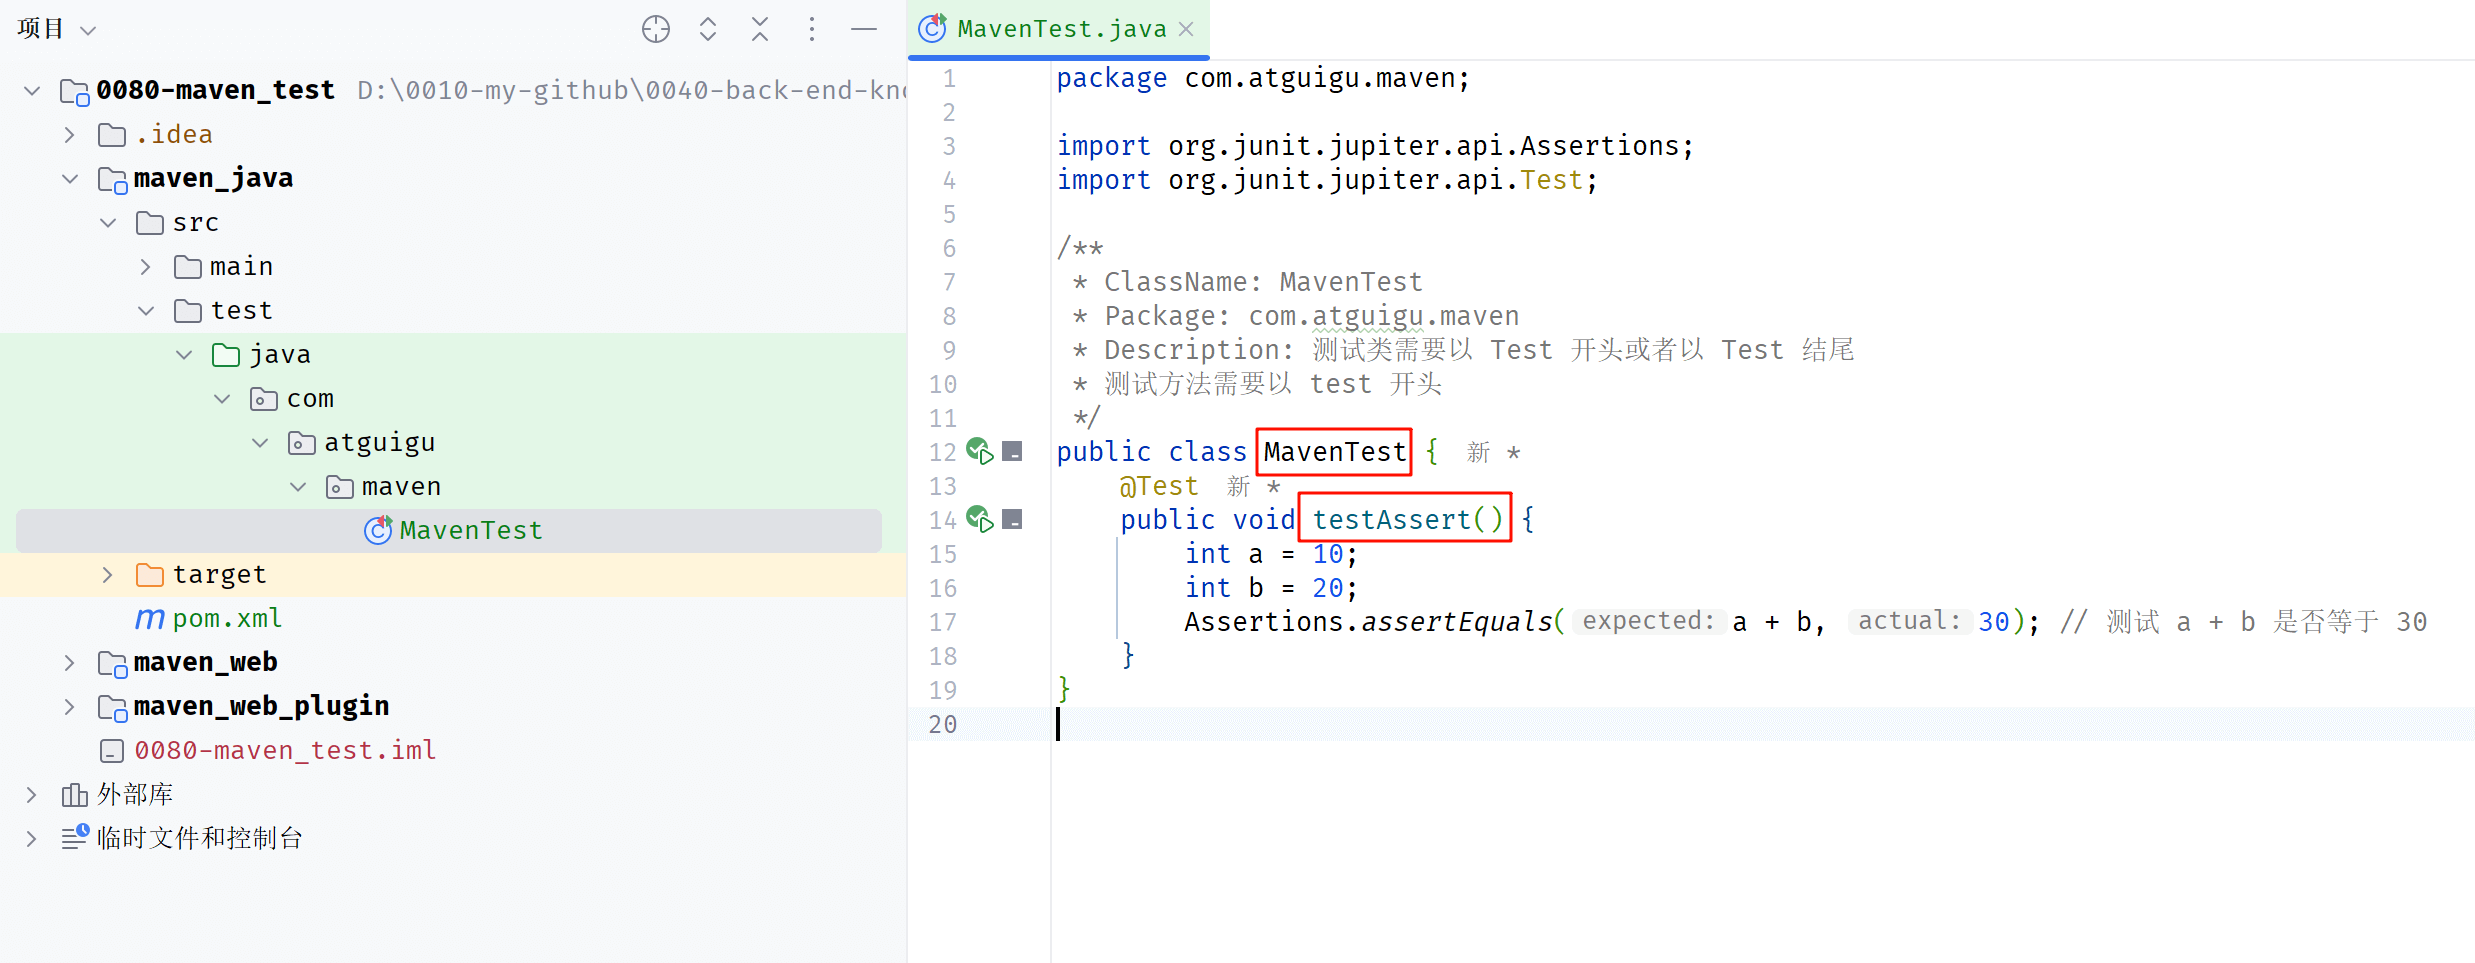 项目
0080-maven_test D:\0010-my-github\0040-back-end-kn
.idea
maven_java
src
main
test
java
com
atguigu
maven
MavenTest
target
pom.xml
maven_web
maven_web_plugin
0080-maven_test.iml
外部库
临时文件和控制台
MavenTest.java
1 package com.atguigu.maven;
2
3 import org.junit.jupiter.api.Assertions;
4 import org.junit.jupiter.api.Test;
5
6 /**
7 * ClassName: MavenTest
8 * Package: com.atguigu.maven
9 * Description: 测试类需要以 Test 开头或者以 Test 结尾
10 * 测试方法需要以 test 开头
11 */
12 public class MavenTest { 新 *
13 @Test 新 *
14 public void testAssert() {
15 int a = 10;
16 int b = 20;
17 Assertions.assertEquals( expected: a + b, actual: 30); // 测试 a + b 是否等于 30
18 }
19 }
20